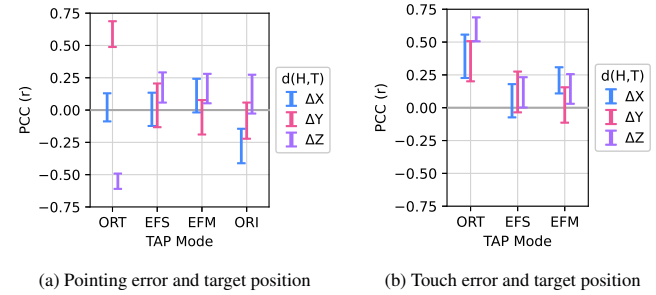 0.75
0.50
0.25
0.00
−0.25
−0.50
−0.75
PCC (r)
ORT EFS EFM ORI
TAP Mode
d(H,T)
ΔX
ΔY
ΔZ
(a) Pointing error and target position
0.75
0.50
0.25
0.00
−0.25
−0.50
−0.75
PCC (r)
ORT EFS EFM
TAP Mode
d(H,T)
ΔX
ΔY
ΔZ
(b) Touch error and target position